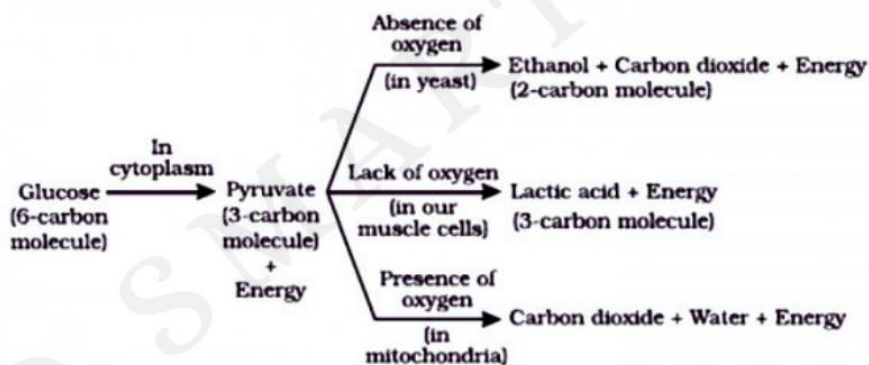 Absence of
oxygen
(in yeast)
Ethanol + Carbon dioxide + Energy
(2-carbon molecule)
In
cytoplasm
Glucose
(6-carbon
molecule)
Pyruvate
(3-carbon
molecule)
+
Energy
Lack of oxygen
(in our
muscle cells)
Lactic acid + Energy
(3-carbon molecule)
Presence of
oxygen
(in
mitochondria)
Carbon dioxide + Water + Energy
SMART